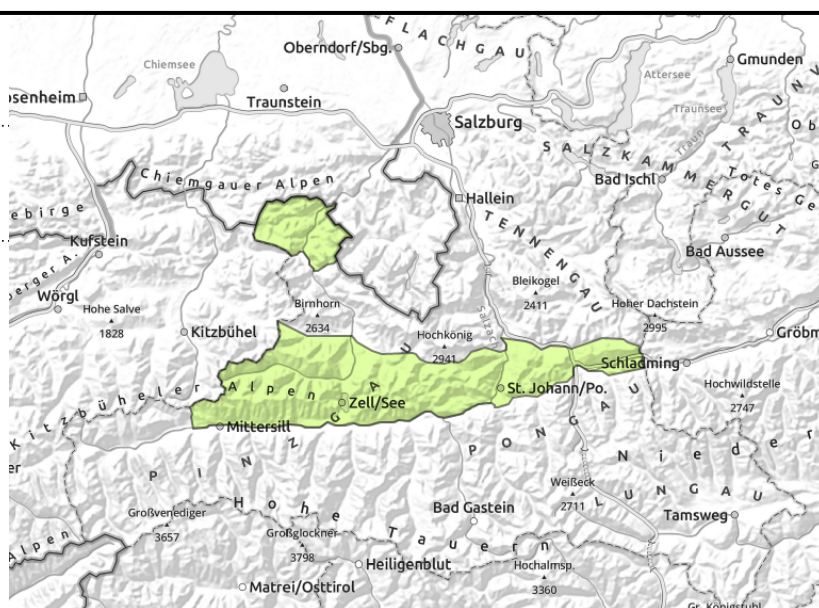 FLACHGAU
Oberndorf/Sbg.
Chiemsee
Gmunden
Attersee
osenheim
Traunstein
Traunsee
TRAUNV
Salzburg
Traun
Ob
SALZKAMMERGUT
Chiemgauer Alpen
Bad Ischl
Totes Ge
Hallein
ebirge
TENNENGAU
Kufstein
Bad Aussee
berger A.
Bleikogel
2411
Wörgl
Hohe Salve
1828
Birnhorn
2634
Salzach
Hoher Dachstein
2995
Kitzbühel
Hochkönig
2941
Gröbm
Schladming
Kitzbüheler Alpen
St. Johann/Po.
Hochwildstelle
2747
Zell/See
Mittersill
er
PINZGAU
PONGAU
Nieder
Weißeck
2711
LUNGAU
Großvenediger
3657
Hohe Tauern
Bad Gastein
Tamsweg
Großglockner
3798
Alpen
Heiligenblut
Hochalmsp.
3360
Matrei/Osttirol
Gr. Königstuhl